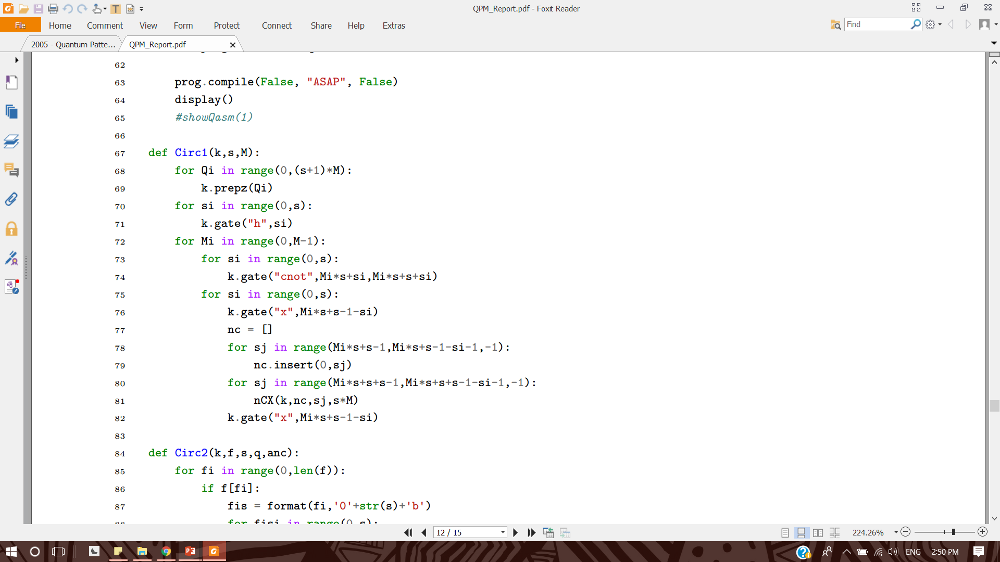 QPM_Report.pdf - Foxit Reader
File Home Comment View Form Protect Connect Share Help Extras
Find
2005 - Quantum Patte... QPM_Report.pdf
62
63 prog.compile(False, "ASAP", False)
64 display()
65 #showQasm(1)
66
67 def Circ1(k,s,M):
68 for Qi in range(0,(s+1)*M):
69 k.prepz(Qi)
70 for si in range(0,s):
71 k.gate("h",si)
72 for Mi in range(0,M-1):
73 for si in range(0,s):
74 k.gate("cnot",Mi*s+si,Mi*s+s+si)
75 for si in range(0,s):
76 k.gate("x",Mi*s+s-1-si)
77 nc = []
78 for sj in range(Mi*s+s-1,Mi*s+s-1-si-1,-1):
79 nc.insert(0,sj)
80 for sj in range(Mi*s+s+s-1,Mi*s+s+s-1-si-1,-1):
81 nCX(k,nc,sj,s*M)
82 k.gate("x",Mi*s+s-1-si)
83
84 def Circ2(k,f,s,q,anc):
85 for fi in range(0,len(f)):
86 if f[fi]:
87 fis = format(fi,'0'+str(s)+'b')
88 for fisi in range(0,s):
12 / 15
224.26%
ENG 2:50 PM